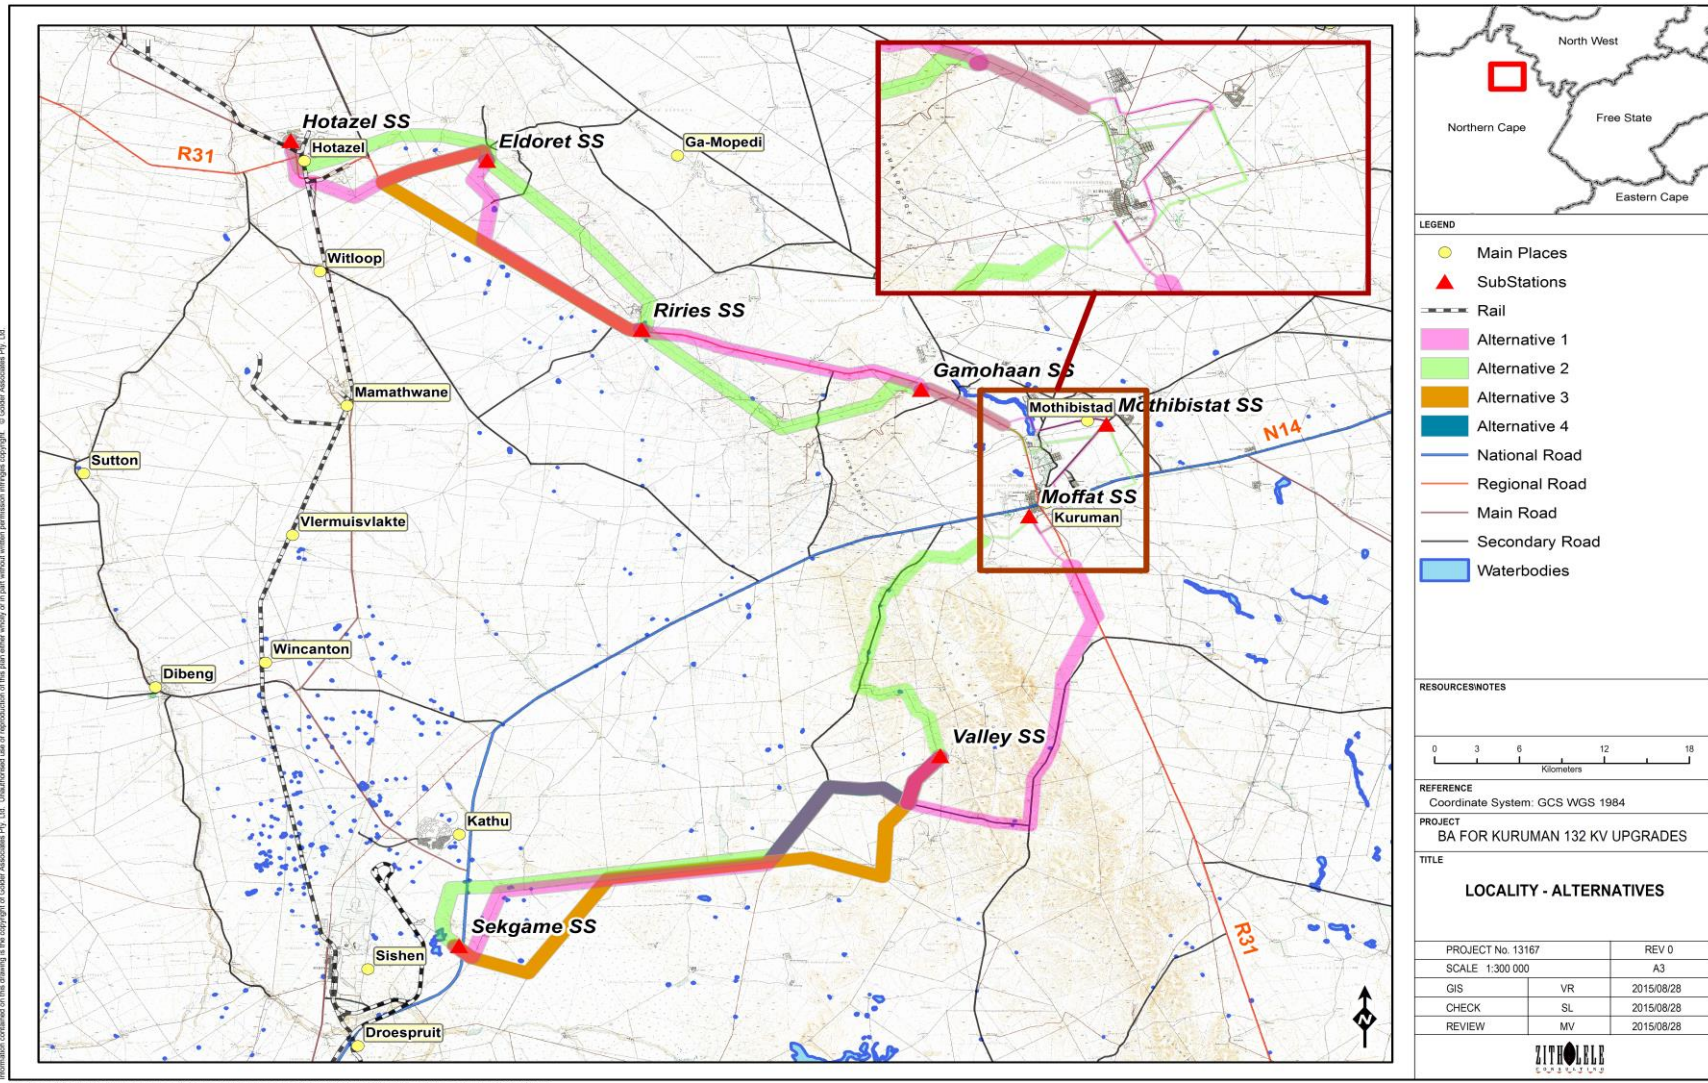 Hotazel SS
Hotazel
R31
Eldoret SS
Ga-Mopedi
Witloop
Riries SS
Gamohaan SS
Mamathwane
Mothibistad
Mothibistat SS
N14
Sutton
Moffat SS
Kuruman
Vlermuisvlakte
Wincanton
Dibeng
Valley SS
Kathu
Sekgame SS
R31
Sishen
Droespruit
N
North West
Northern Cape
Free State
Eastern Cape
LEGEND
Main Places
SubStations
Rail
Alternative 1
Alternative 2
Alternative 3
Alternative 4
National Road
Regional Road
Main Road
Secondary Road
Waterbodies
RESOURCES\NOTES
0 3 6 12 18
Kilometers
REFERENCE
Coordinate System: GCS WGS 1984
PROJECT
BA FOR KURUMAN 132 KV UPGRADES
TITLE
LOCALITY - ALTERNATIVES
PROJECT No. 13167 REV 0
SCALE 1:300 000 A3
GIS VR 2015/08/28
CHECK SL 2015/08/28
REVIEW MV 2015/08/28
ZITHOLELE
CONSULTING